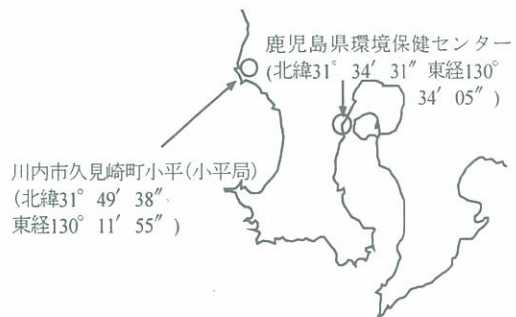 鹿児島県環境保健センター
(北緯31° 34′ 31″ 東経130°
34′ 05″ )
川内市久見崎町小平(小平局)
(北緯31° 49′ 38″
東経130° 11′ 55″ )